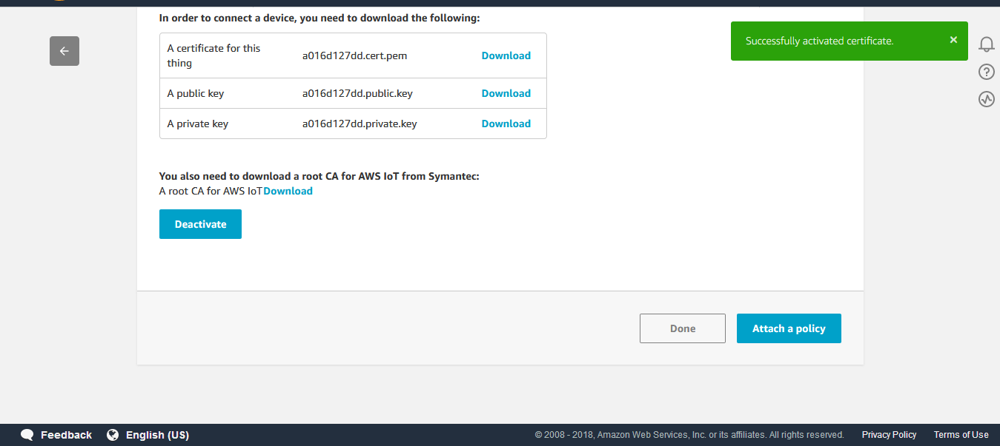 In order to connect a device, you need to download the following:
Successfully activated certificate. ×
A certificate for this
thing
a016d127dd.cert.pem
Download
A public key
a016d127dd.public.key
Download
A private key
a016d127dd.private.key
Download
You also need to download a root CA for AWS IoT from Symantec:
A root CA for AWS IoTDownload
Deactivate
Done
Attach a policy
Feedback
English (US)
© 2008 - 2018, Amazon Web Services, Inc. or its affiliates. All rights reserved.
Privacy Policy
Terms of Use